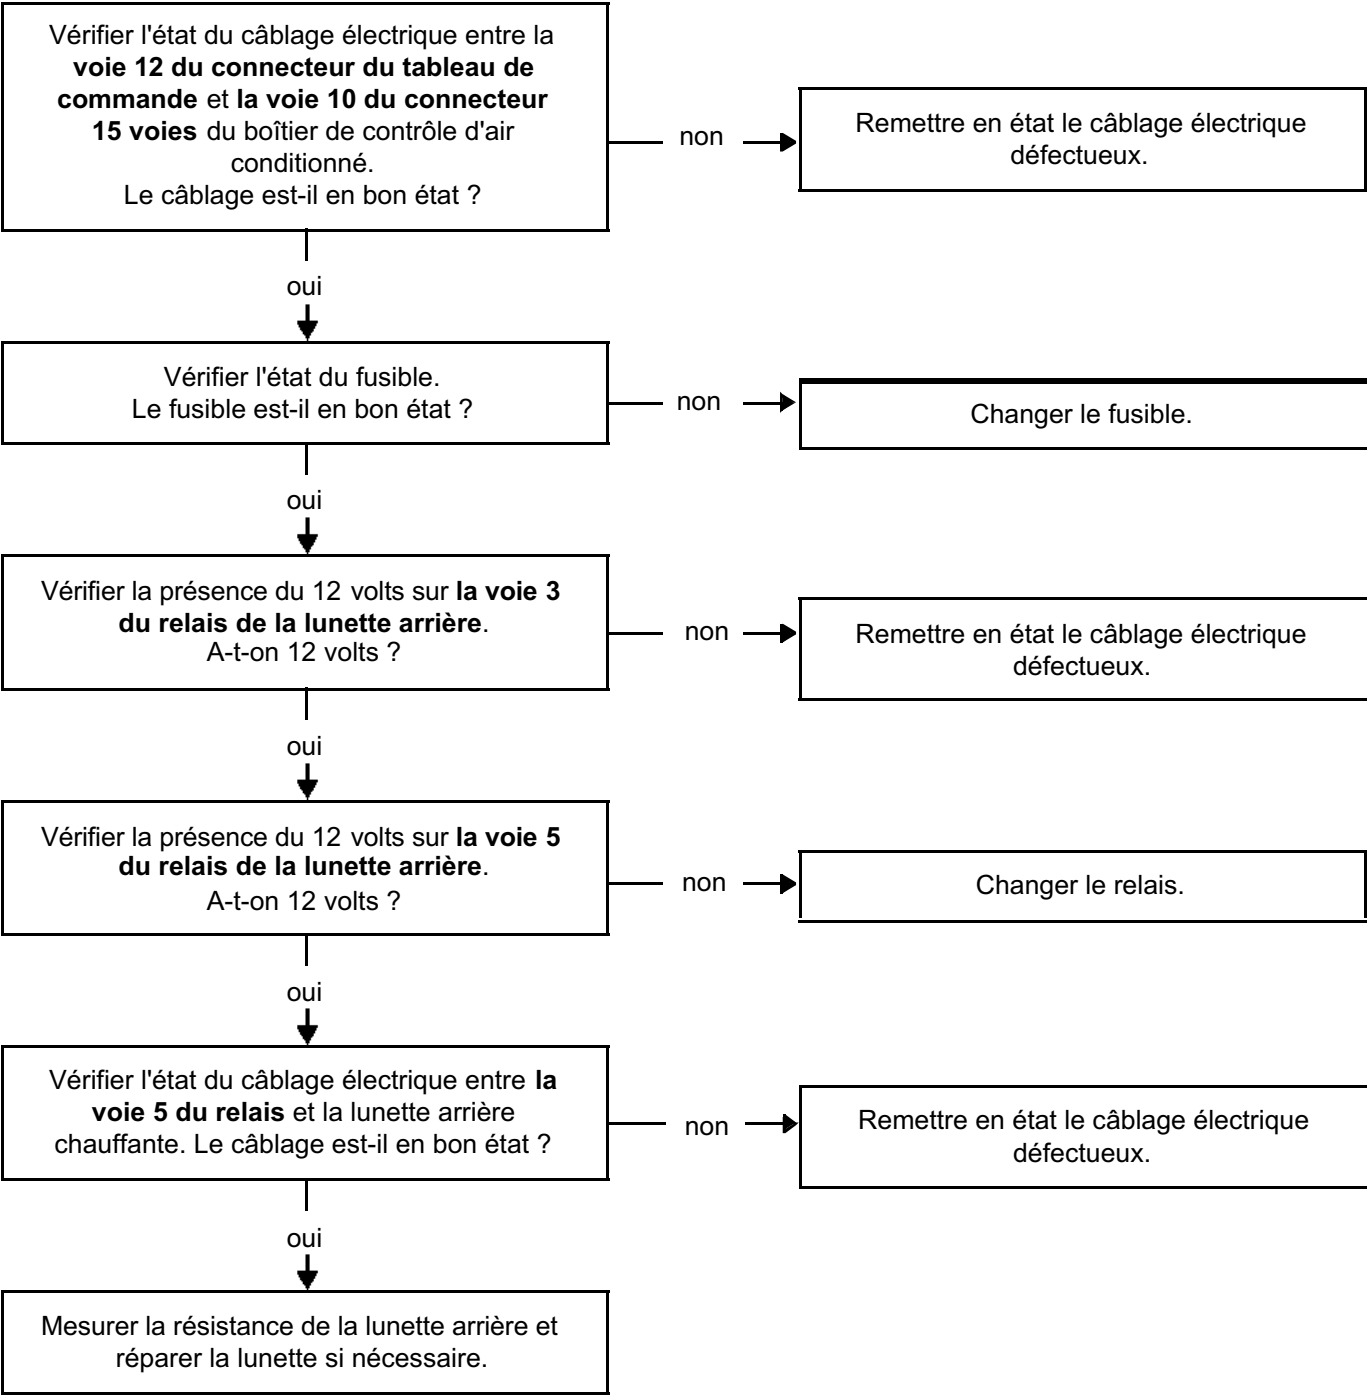 Vérifier l'état du câblage électrique entre la
voie 12 du connecteur du tableau de
commande et la voie 10 du connecteur
15 voies du boîtier de contrôle d'air
conditionné.
Le câblage est-il en bon état ?
non
Remettre en état le câblage électrique
défectueux.
oui
Vérifier l'état du fusible.
Le fusible est-il en bon état ?
non
Changer le fusible.
oui
Vérifier la présence du 12 volts sur la voie 3
du relais de la lunette arrière.
A-t-on 12 volts ?
non
Remettre en état le câblage électrique
défectueux.
oui
Vérifier la présence du 12 volts sur la voie 5
du relais de la lunette arrière.
A-t-on 12 volts ?
non
Changer le relais.
oui
Vérifier l'état du câblage électrique entre la
voie 5 du relais et la lunette arrière
chauffante. Le câblage est-il en bon état ?
non
Remettre en état le câblage électrique
défectueux.
oui
Mesurer la résistance de la lunette arrière et
réparer la lunette si nécessaire.